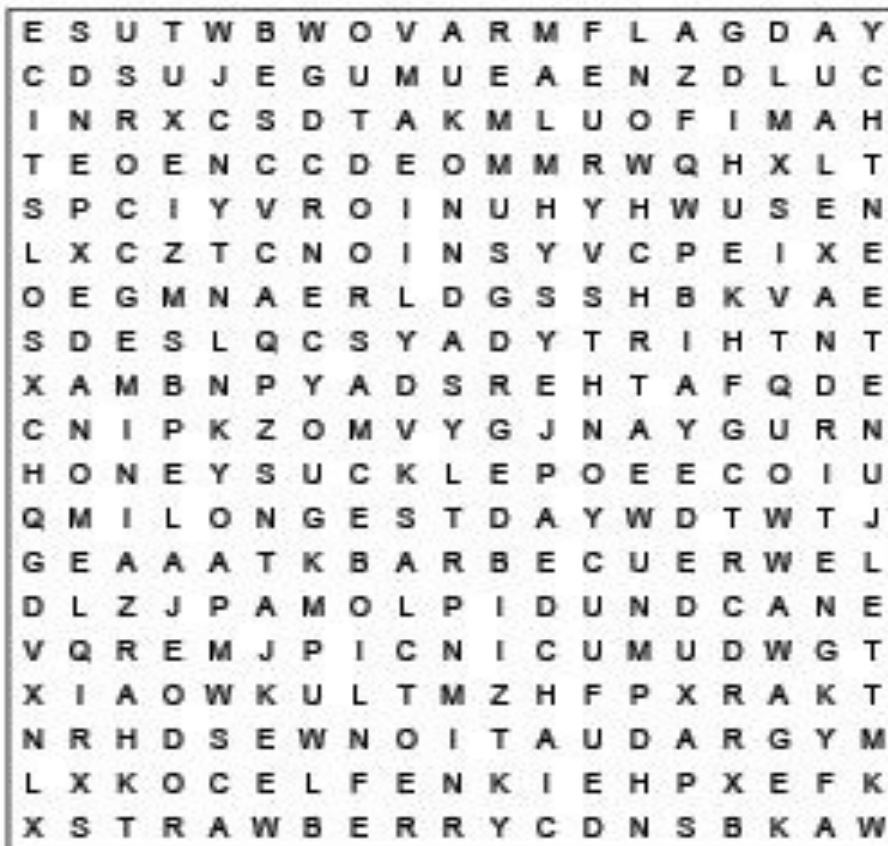 E S U T W B W O V A R M F L A G D A Y
C D S U J E G U M U E A E N Z D L U C
I N R X C S D T A K M L U O F I M A H
T E O E N C C D E O M M R W Q H X L T
S P C I Y V R O I N U H Y H W U S E N
L X C Z T C N O I N S Y V C P E I X E
O E G M N A E R L D G S S H B K V A E
S D E S L Q C S Y A D Y T R I H T N T
X A M B N P Y A D S R E H T A F Q D E
C N I P K Z O M V Y G J N A Y G U R N
H O N E Y S U C K L E P O E E C O I U
Q M I L O N G E S T D A Y W D T W T J
G E A A A T K B A R B E C U E R W E L
D L Z J P A M O L P I D U N D C A N E
V Q R E M J P I C N I C U M U D W G T
X I A O W K U L T M Z H F P X R A K T
N R H D S E W N O I T A U D A R G Y M
L X K O C E L F E N K I E H P X E F K
X S T R A W B E R R Y C D N S B K A W